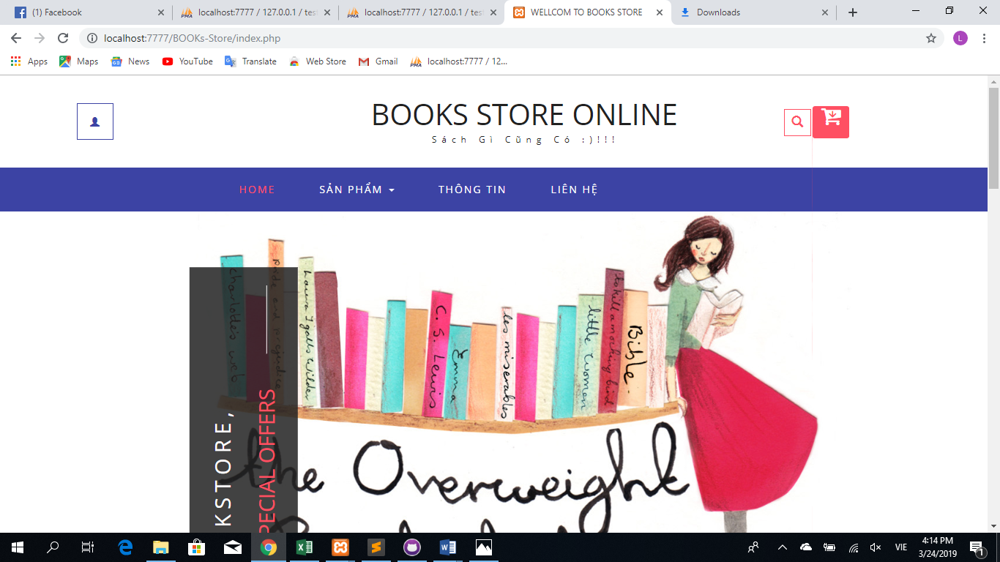 (1) Facebook
localhost:7777 / 127.0.0.1 / tes
localhost:7777 / 127.0.0.1 / tes
WELLCOM TO BOOKS STORE
Downloads
localhost:7777/BOOKs-Store/index.php
L
Apps
Maps
News
YouTube
Translate
Web Store
Gmail
localhost:7777 / 12...
BOOKS STORE ONLINE
Sách Gì Cũng Có :)!!!
HOME
SẢN PHẨM
THÔNG TIN
LIÊN HỆ
charlotte's web
pride and prejudice
Laura Ingalls Wilder
C. S. Lewis
Emma
les miserables
little women
to kill a mocking bird
Bible
KSTORE,
PECIAL OFFERS
the Overweight
VIE
4:14 PM
3/24/2019
1